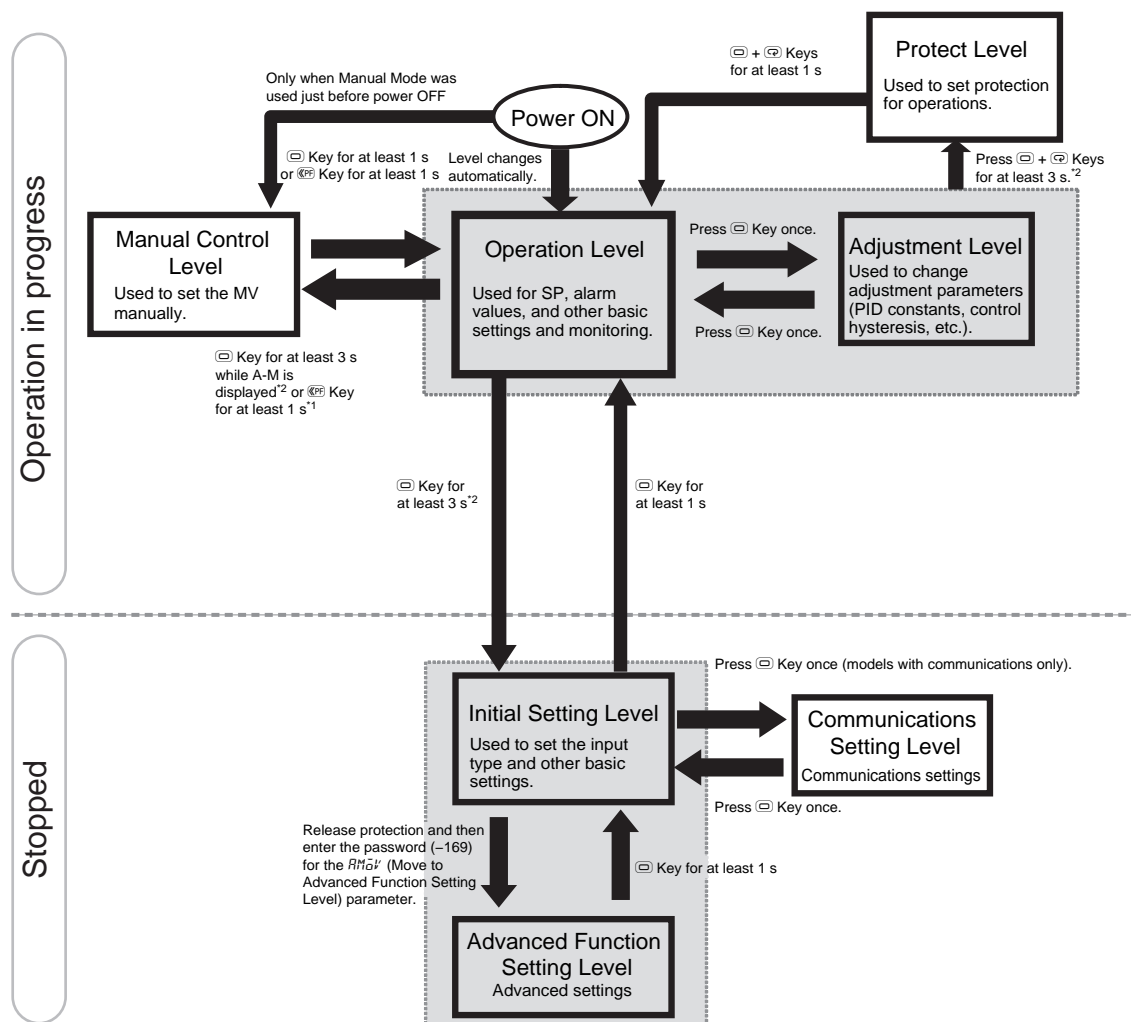 Operation in progress
Only when Manual Mode was
used just before power OFF
Power ON
Keys
for at least 1 s
Protect Level
Used to set protection
for operations.
Key for at least 1 s
or PF Key for at least 1 s
Level changes
automatically.
Press + Keys
for at least 3 s.*2
Manual Control
Level
Used to set the MV
manually.
Operation Level
Used for SP, alarm
values, and other basic
settings and monitoring.
Press Key once.
Press Key once.
Adjustment Level
Used to change
adjustment parameters
(PID constants, control
hysteresis, etc.).
Key for at least 3 s
while A-M is
displayed*2 or PF Key
for at least 1 s*1
Key for
at least 3 s*2
Key for
at least 1 s
Stopped
Initial Setting Level
Used to set the input
type and other basic
settings.
Press Key once (models with communications only).
Communications
Setting Level
Communications settings
Press Key once.
Release protection and then
enter the password (–169)
for the AMOV (Move to
Advanced Function Setting
Level) parameter.
Key for at least 1 s
Advanced Function
Setting Level
Advanced settings